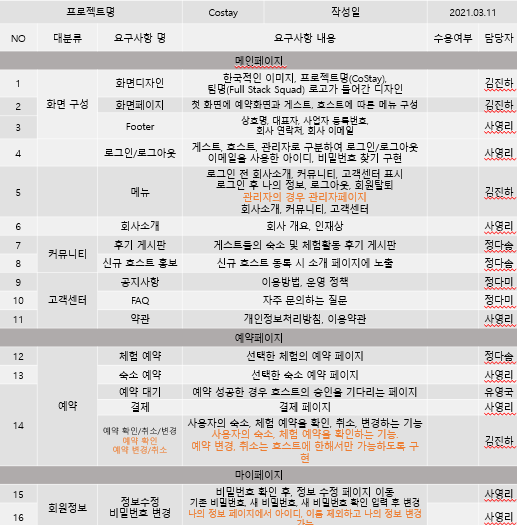 프로젝트명 Costay 작성일 2021.03.11
NO 대분류 요구사항 명 요구사항 내용 수용여부 담당자
메인페이지
1 화면 구성 화면디자인 한국적인 이미지, 프로젝트명(CoStay),
팀명(Full Stack Squad) 로고가 들어간 디자인 김진하
2 화면페이지 첫 화면에 예약화면과 게스트, 호스트에 따른 메뉴 구성 김진하
3 Footer 상호명, 대표자, 사업자 등록번호,
회사 연락처, 회사 이메일 사영리
4 로그인/로그아웃 게스트, 호스트, 관리자로 구분하여 로그인/로그아웃
이메일을 사용한 아이디, 비밀번호 찾기 구현 사영리
5 메뉴 로그인 전 회사소개, 커뮤니티, 고객센터 표시
로그인 후 나의 정보, 로그아웃, 회원탈퇴
관리자의 경우 관리자페이지
회사소개, 커뮤니티, 고객센터 김진하
6 회사소개 회사 개요, 인재상 사영리
7 커뮤니티 후기 게시판 게스트들의 숙소 및 체험활동 후기 게시판 정다솜
8 신규 호스트 홍보 신규 호스트 등록 시 소개 페이지에 노출 정다솜
9 고객센터 공지사항 이용방법, 운영 정책 정다미
10 FAQ 자주 문의하는 질문 정다미
11 약관 개인정보처리방침, 이용약관 사영리
예약페이지
12 예약 체험 예약 선택한 체험의 예약 페이지 정다솜
13 숙소 예약 선택한 숙소 예약 페이지 사영리
예약 대기 예약 성공한 경우 호스트의 승인을 기다리는 페이지 유영국
결제 결제 페이지 사영리
14 예약 확인/취소/변경
예약 확인
예약 변경/취소 사용자의 숙소, 체험 예약을 확인, 취소, 변경하는 기능
사용자의 숙소, 체험 예약을 확인하는 기능.
예약 변경, 취소는 호스트에 한해서만 가능하도록 구
현 김진하
마이페이지
15 회원정보 정보수정
비밀번호 변경 비밀번호 확인 후, 정보 수정 페이지 이동
기존 비밀번호, 새 비밀번호, 새 비밀번호 확인 입력 후 변경 사영리
16 나의 정보 페이지에서 아이디, 이름 제외하고 나의 정보 변경
가능 사영리